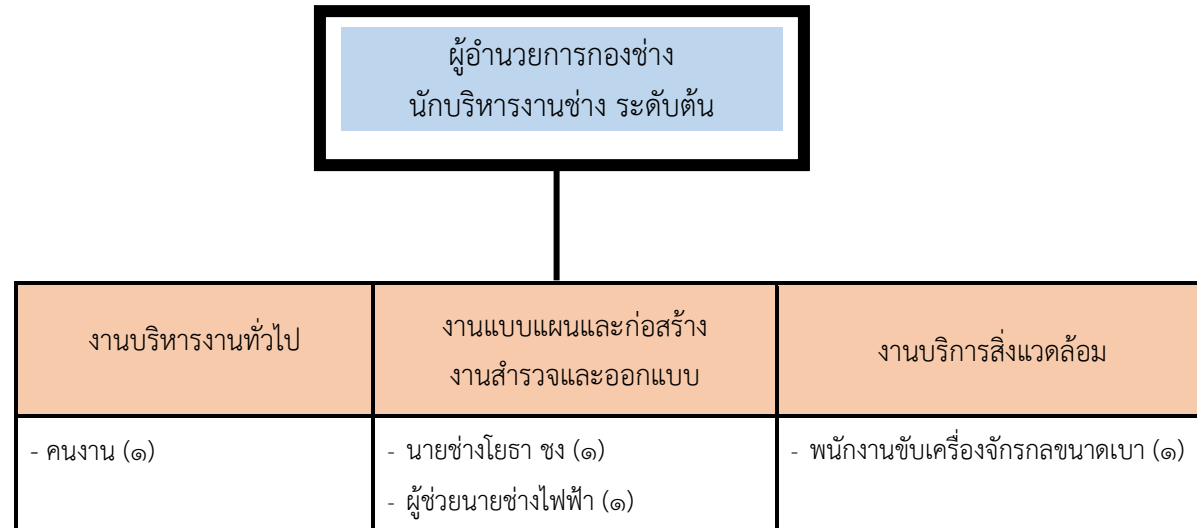 ผู้อำนวยการกองช่าง
นักบริหารงานช่าง ระดับต้น
งานบริหารงานทั่วไป
งานแบบแผนและก่อสร้าง
งานสำรวจและออกแบบ
งานบริการสิ่งแวดล้อม
- คนงาน (๑)
- นายช่างโยธา ชง (๑)
- ผู้ช่วยนายช่างไฟฟ้า (๑)
- พนักงานขับเครื่องจักรกลขนาดเบา (๑)